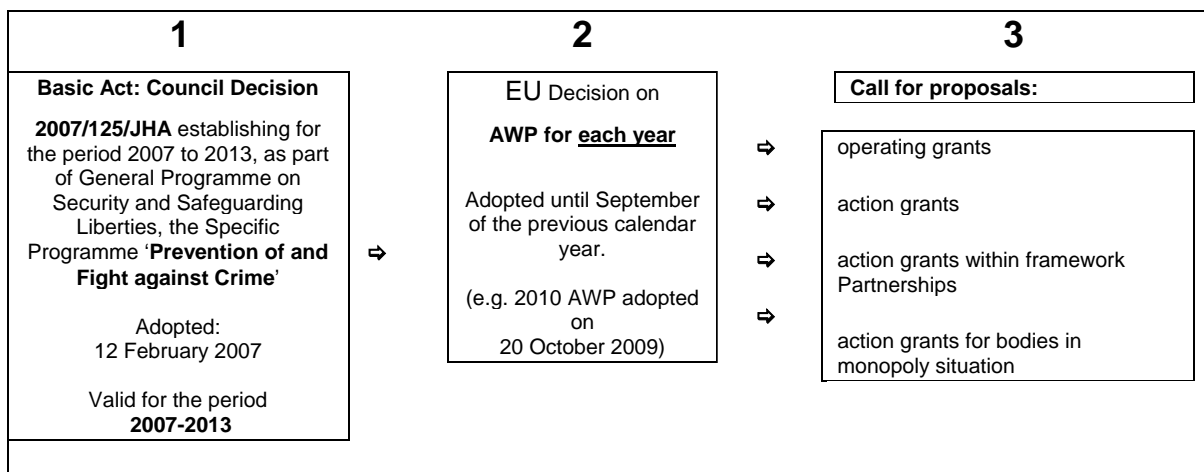 1
2
3
Basic Act: Council Decision
2007/125/JHA establishing for
the period 2007 to 2013, as part
of General Programme on
Security and Safeguarding
Liberties, the Specific
Programme ‘Prevention of and
Fight against Crime’
Adopted:
12 February 2007
Valid for the period
2007-2013
⇨
EU Decision on
AWP for each year
Adopted until September
of the previous calendar
year.
(e.g. 2010 AWP adopted
on
20 October 2009)
Call for proposals:
⇨ operating grants
⇨ action grants
⇨ action grants within framework
Partnerships
⇨ action grants for bodies in
monopoly situation